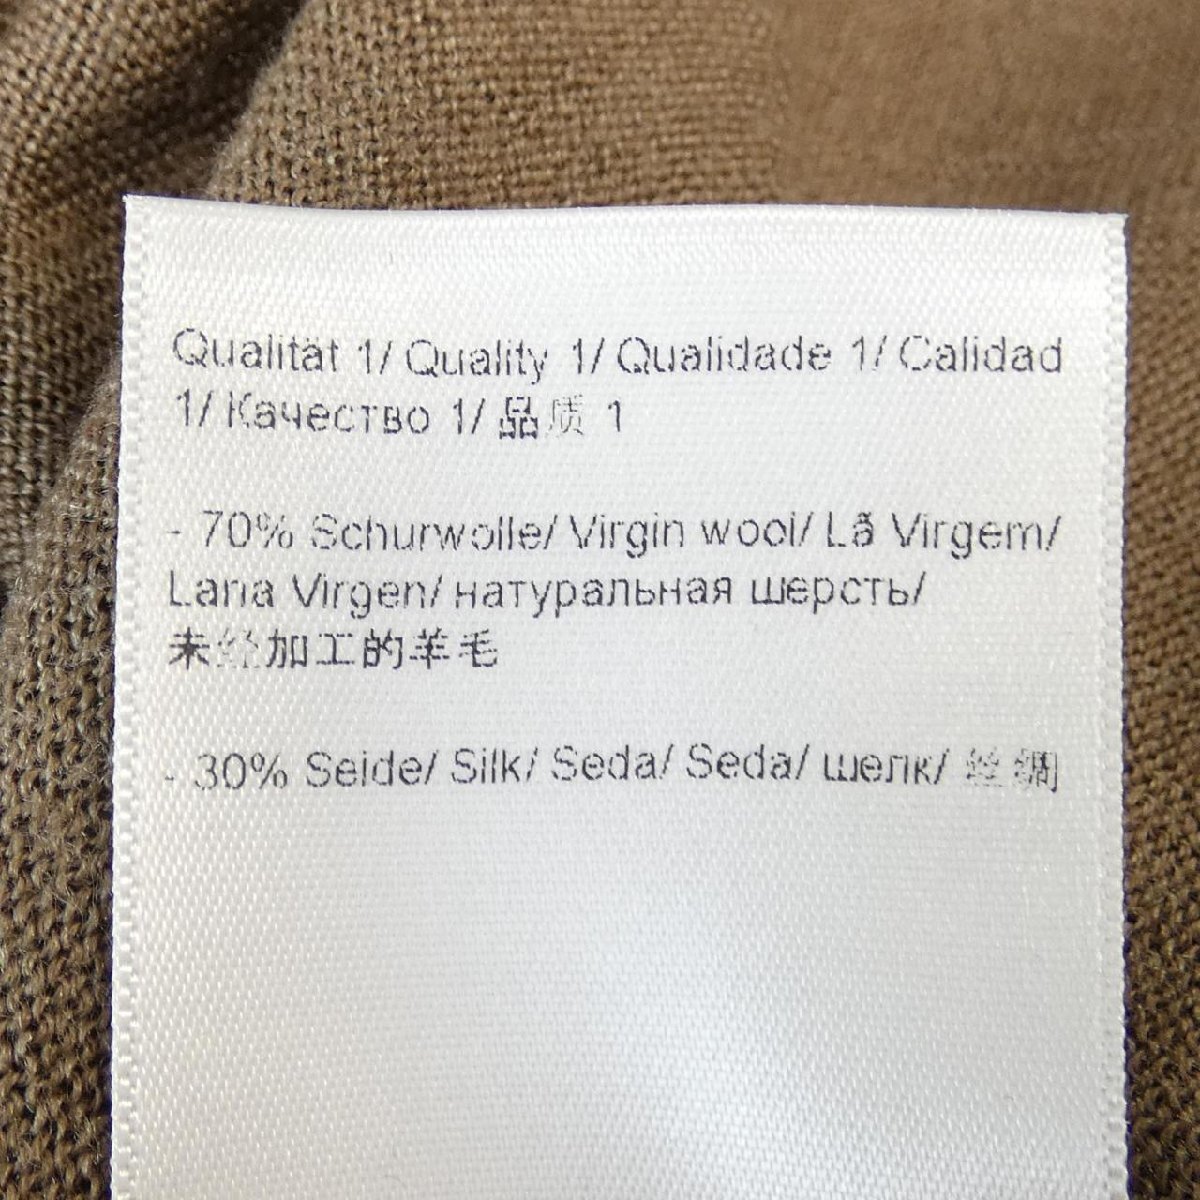 Qualität 1/ Quality 1/ Qualidade 1/ Calidad
1/ Качество 1/ 品质 1
- 70% Schurwolle/ Virgin wool/ Lã Virgem/
Lana Virgen/ натуральная шерсть/
未经加工的羊毛
- 30% Seide/ Silk/ Seda/ Seda/ шелк/ 丝绸